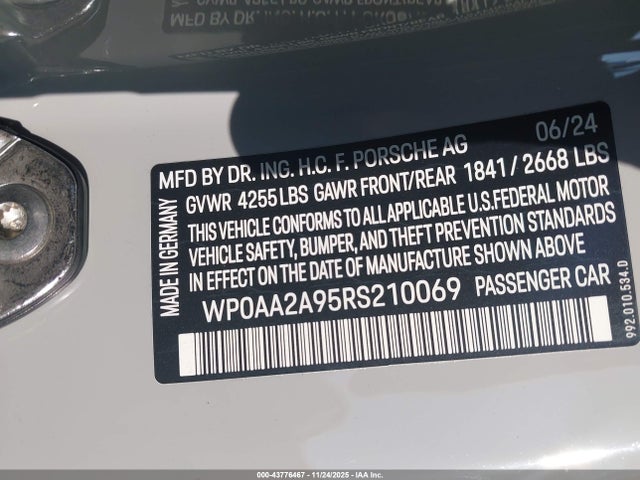 06/24
MFD BY DR. ING. H.C. F. PORSCHE AG
GVWR 4255 LBS GAWR FRONT/REAR 1841 / 2668 LBS
THIS VEHICLE CONFORMS TO ALL APPLICABLE U.S.FEDERAL MOTOR
VEHICLE SAFETY, BUMPER, AND THEFT PREVENTION STANDARDS
IN EFFECT ON THE DATE OF MANUFACTURE SHOWN ABOVE
WP0AA2A95RS210069 PASSENGER CAR
MADE IN GERMANY
992.010.534.D
000-43776467 - 11/24/2025 - IAA Inc.